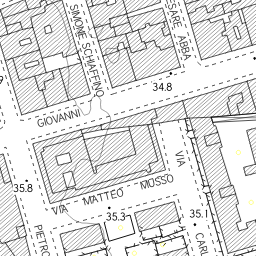 SIMONE SCHIAFFINO
CESARE ABBA
34.8
GIOVANNI
VIA
35.8
VIA MATTEO MOSSO
35.3
35.1
PIETRO
CARL